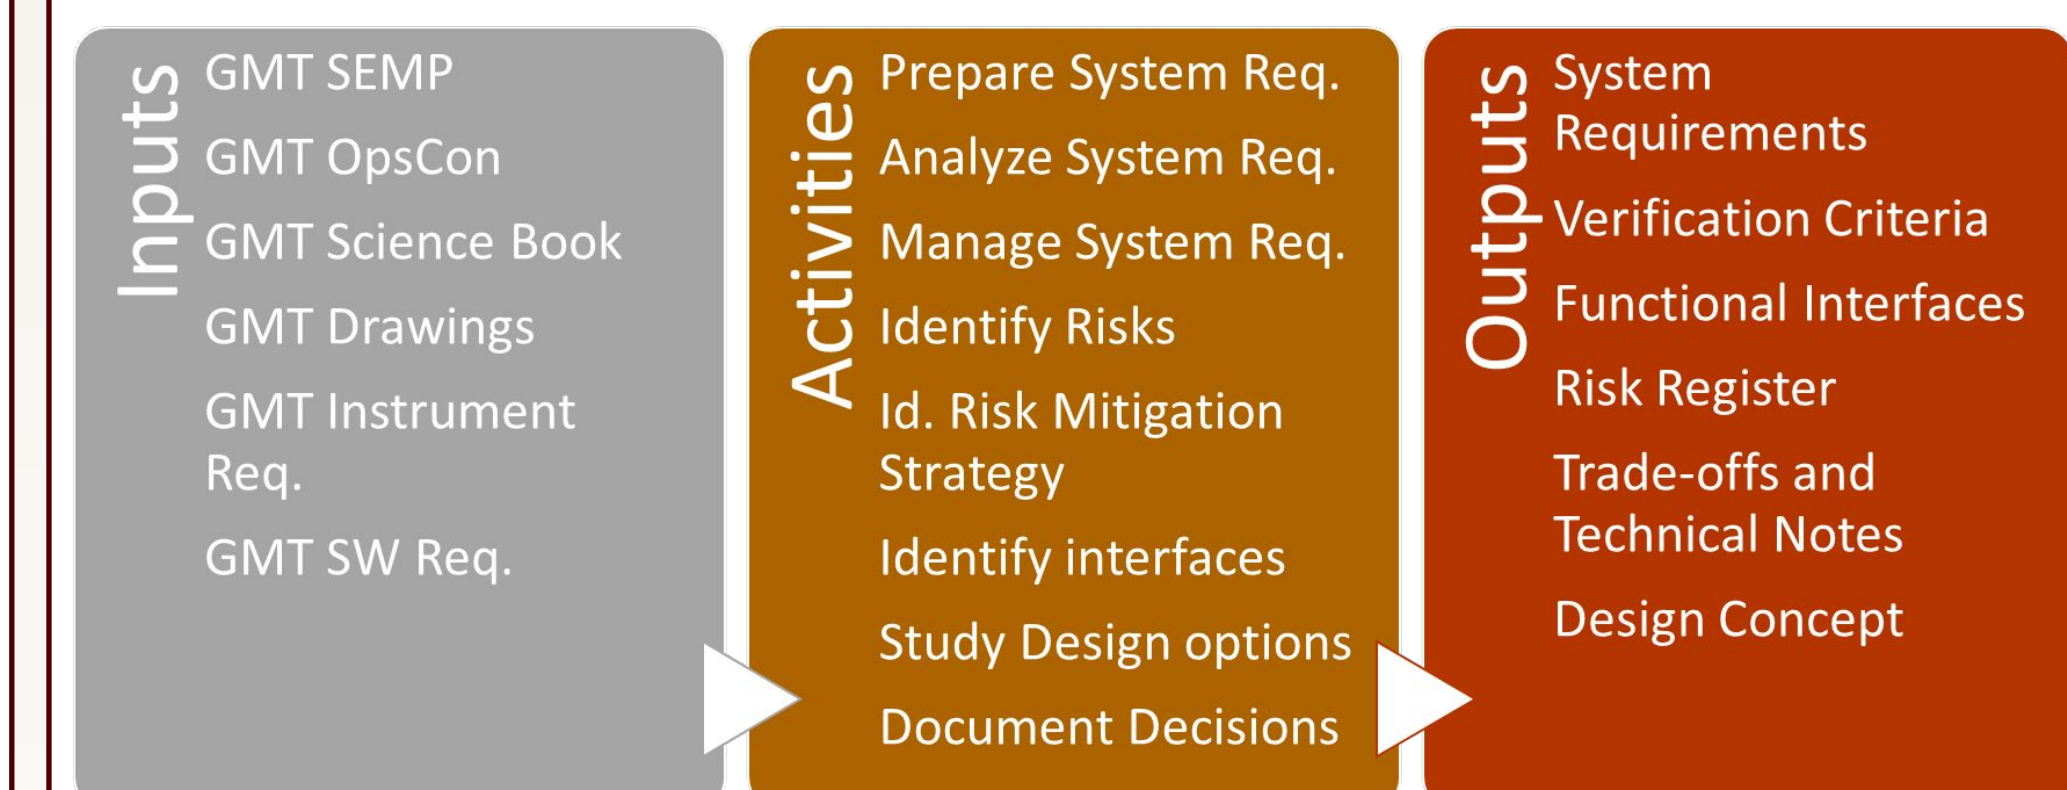 Inputs
GMT SEMP
GMT OpsCon
GMT Science Book
GMT Drawings
GMT Instrument
Req.
GMT SW Req.
Activities
Prepare System Req.
Analyze System Req.
Manage System Req.
Identify Risks
Id. Risk Mitigation
Strategy
Identify interfaces
Study Design options
Document Decisions
Outputs
System
Requirements
Verification Criteria
Functional Interfaces
Risk Register
Trade-offs and
Technical Notes
Design Concept